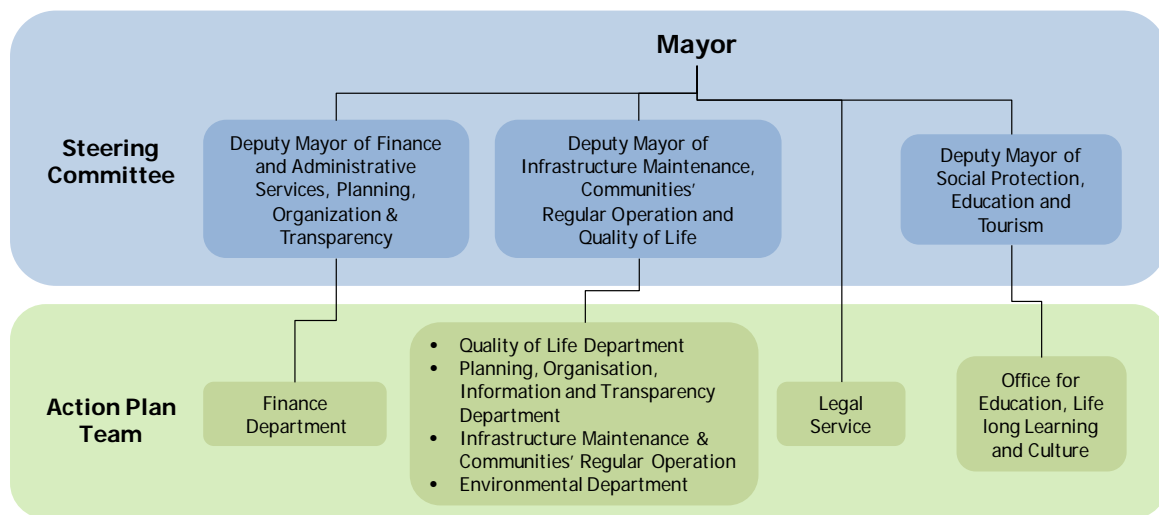 Mayor
Steering
Committee
Deputy Mayor of Finance
and Administrative
Services, Planning,
Organization &
Transparency
Deputy Mayor of
Infrastructure Maintenance,
Communities’
Regular Operation and
Quality of Life
Deputy Mayor of
Social Protection,
Education and
Tourism
Action Plan
Team
Finance
Department
• Quality of Life Department
• Planning, Organisation,
Information and Transparency
Department
• Infrastructure Maintenance &
Communities’ Regular Operation
• Environmental Department
Legal
Service
Office for
Education, Life
long Learning
and Culture